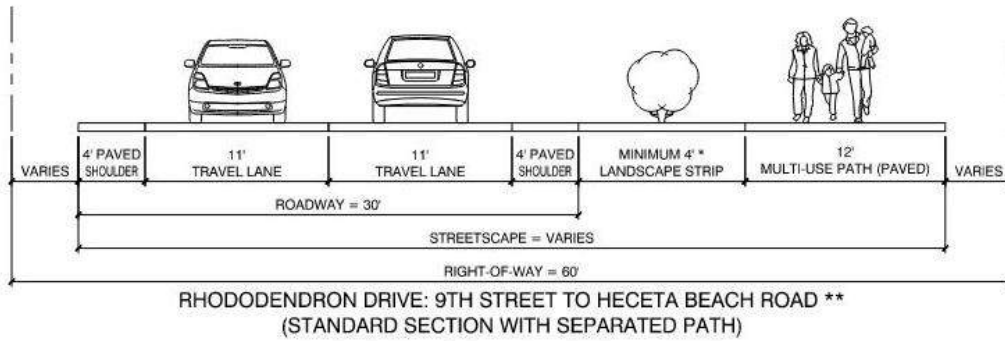 VARIES
4' PAVED
SHOULDER
11'
TRAVEL LANE
11'
TRAVEL LANE
4' PAVED
SHOULDER
MINIMUM 4' *
LANDSCAPE STRIP
12'
MULTI-USE PATH (PAVED)
VARIES
ROADWAY = 30'
STREETSCAPE = VARIES
RIGHT-OF-WAY = 60'
RHODODENDRON DRIVE: 9TH STREET TO HECETA BEACH ROAD **
(STANDARD SECTION WITH SEPARATED PATH)